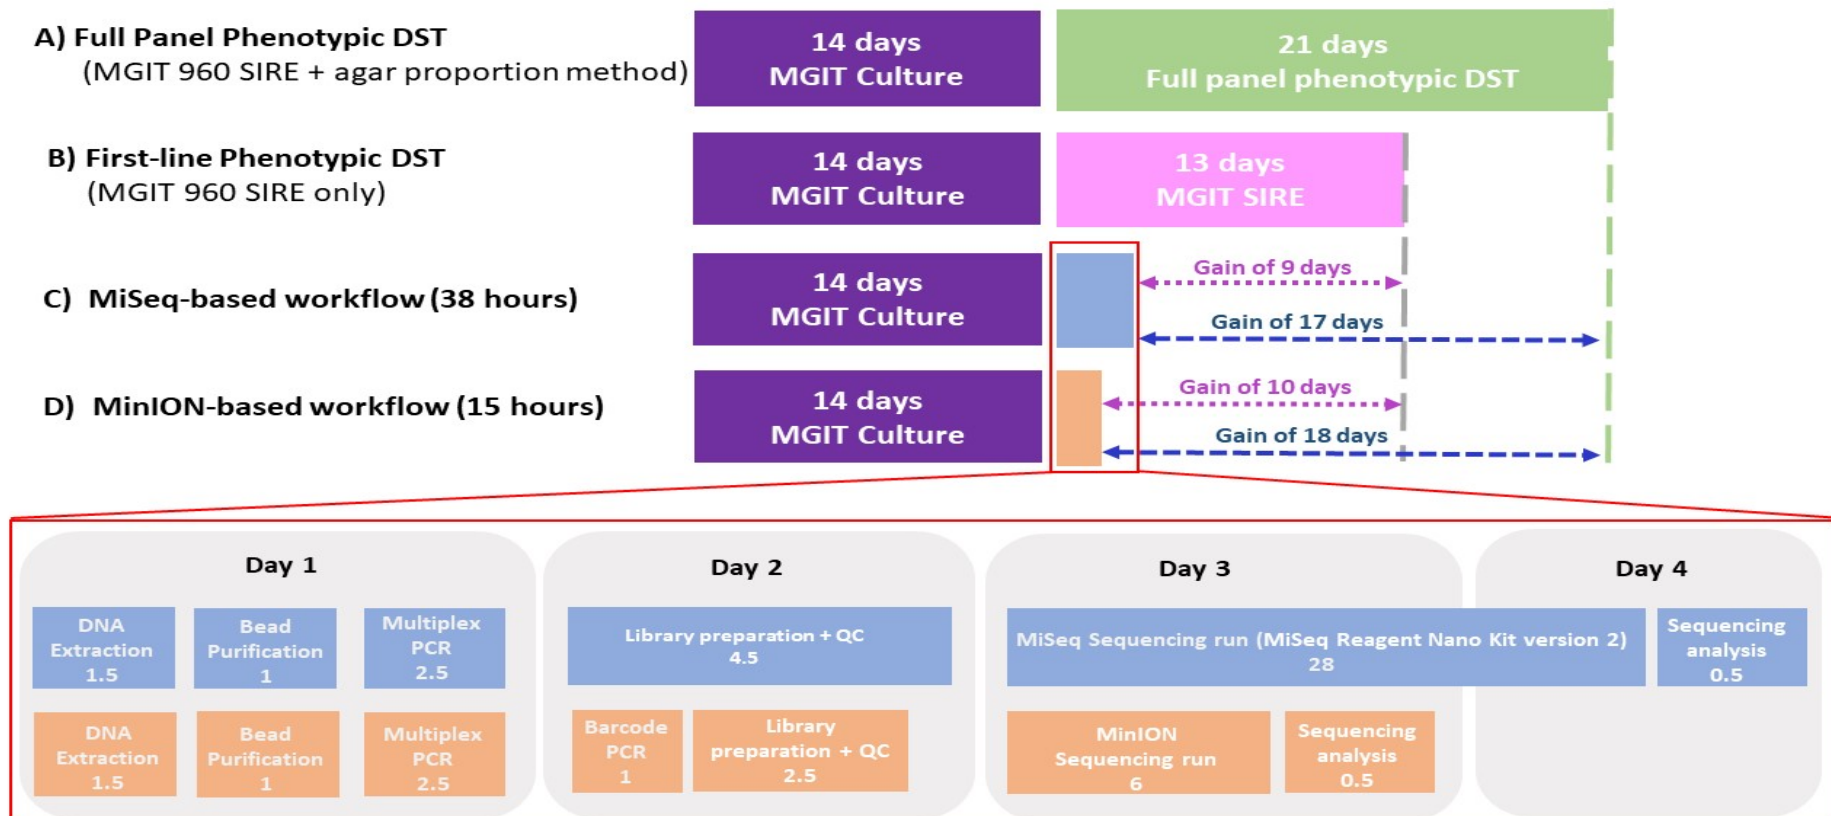 A) Full Panel Phenotypic DST
(MGIT 960 SIRE + agar proportion method)
14 days
MGIT Culture
21 days
Full panel phenotypic DST
B) First-line Phenotypic DST
(MGIT 960 SIRE only)
14 days
MGIT Culture
13 days
MGIT SIRE
C) MiSeq-based workflow (38 hours)
14 days
MGIT Culture
Gain of 9 days
Gain of 17 days
D) MinION-based workflow (15 hours)
14 days
MGIT Culture
Gain of 10 days
Gain of 18 days
Day 1
Day 2
Day 3
Day 4
DNA
Extraction
1.5
Bead
Purification
1
Multiplex
PCR
2.5
Library preparation + QC
4.5
MiSeq Sequencing run (MiSeq Reagent Nano Kit version 2)
28
Sequencing
analysis
0.5
DNA
Extraction
1.5
Bead
Purification
1
Multiplex
PCR
2.5
Barcode
PCR
1
Library
preparation + QC
2.5
MinION
Sequencing run
6
Sequencing
analysis
0.5